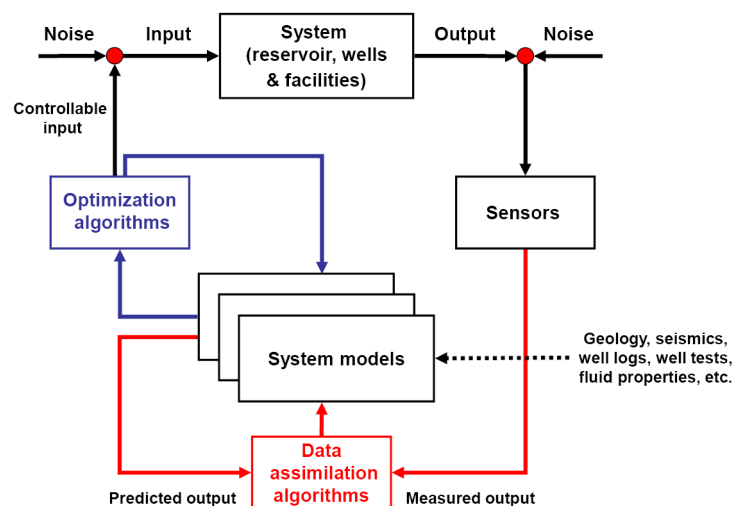 Noise
Input
System
(reservoir, wells
& facilities)
Output
Noise
Controllable
input
Optimization
algorithms
Sensors
Geology, seismics,
well logs, well tests,
fluid properties, etc.
System models
Data
assimilation
algorithms
Predicted output
Measured output